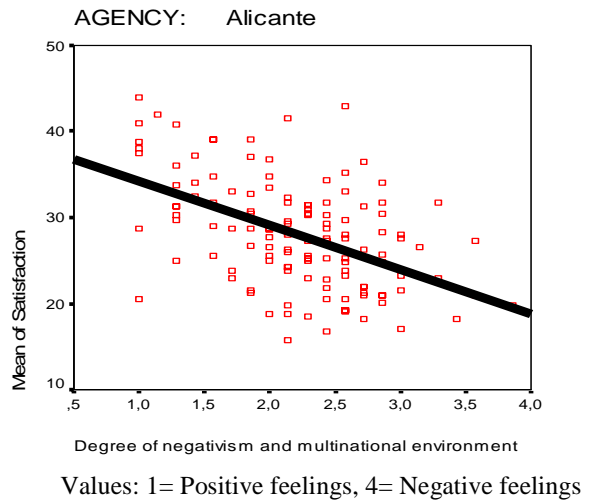 AGENCY: Alicante
50
40
30
20
10
Mean of Satisfaction
,5 1,0 1,5 2,0 2,5 3,0 3,5 4,0
Degree of negativism and multinational environment
Values: 1= Positive feelings, 4= Negative feelings